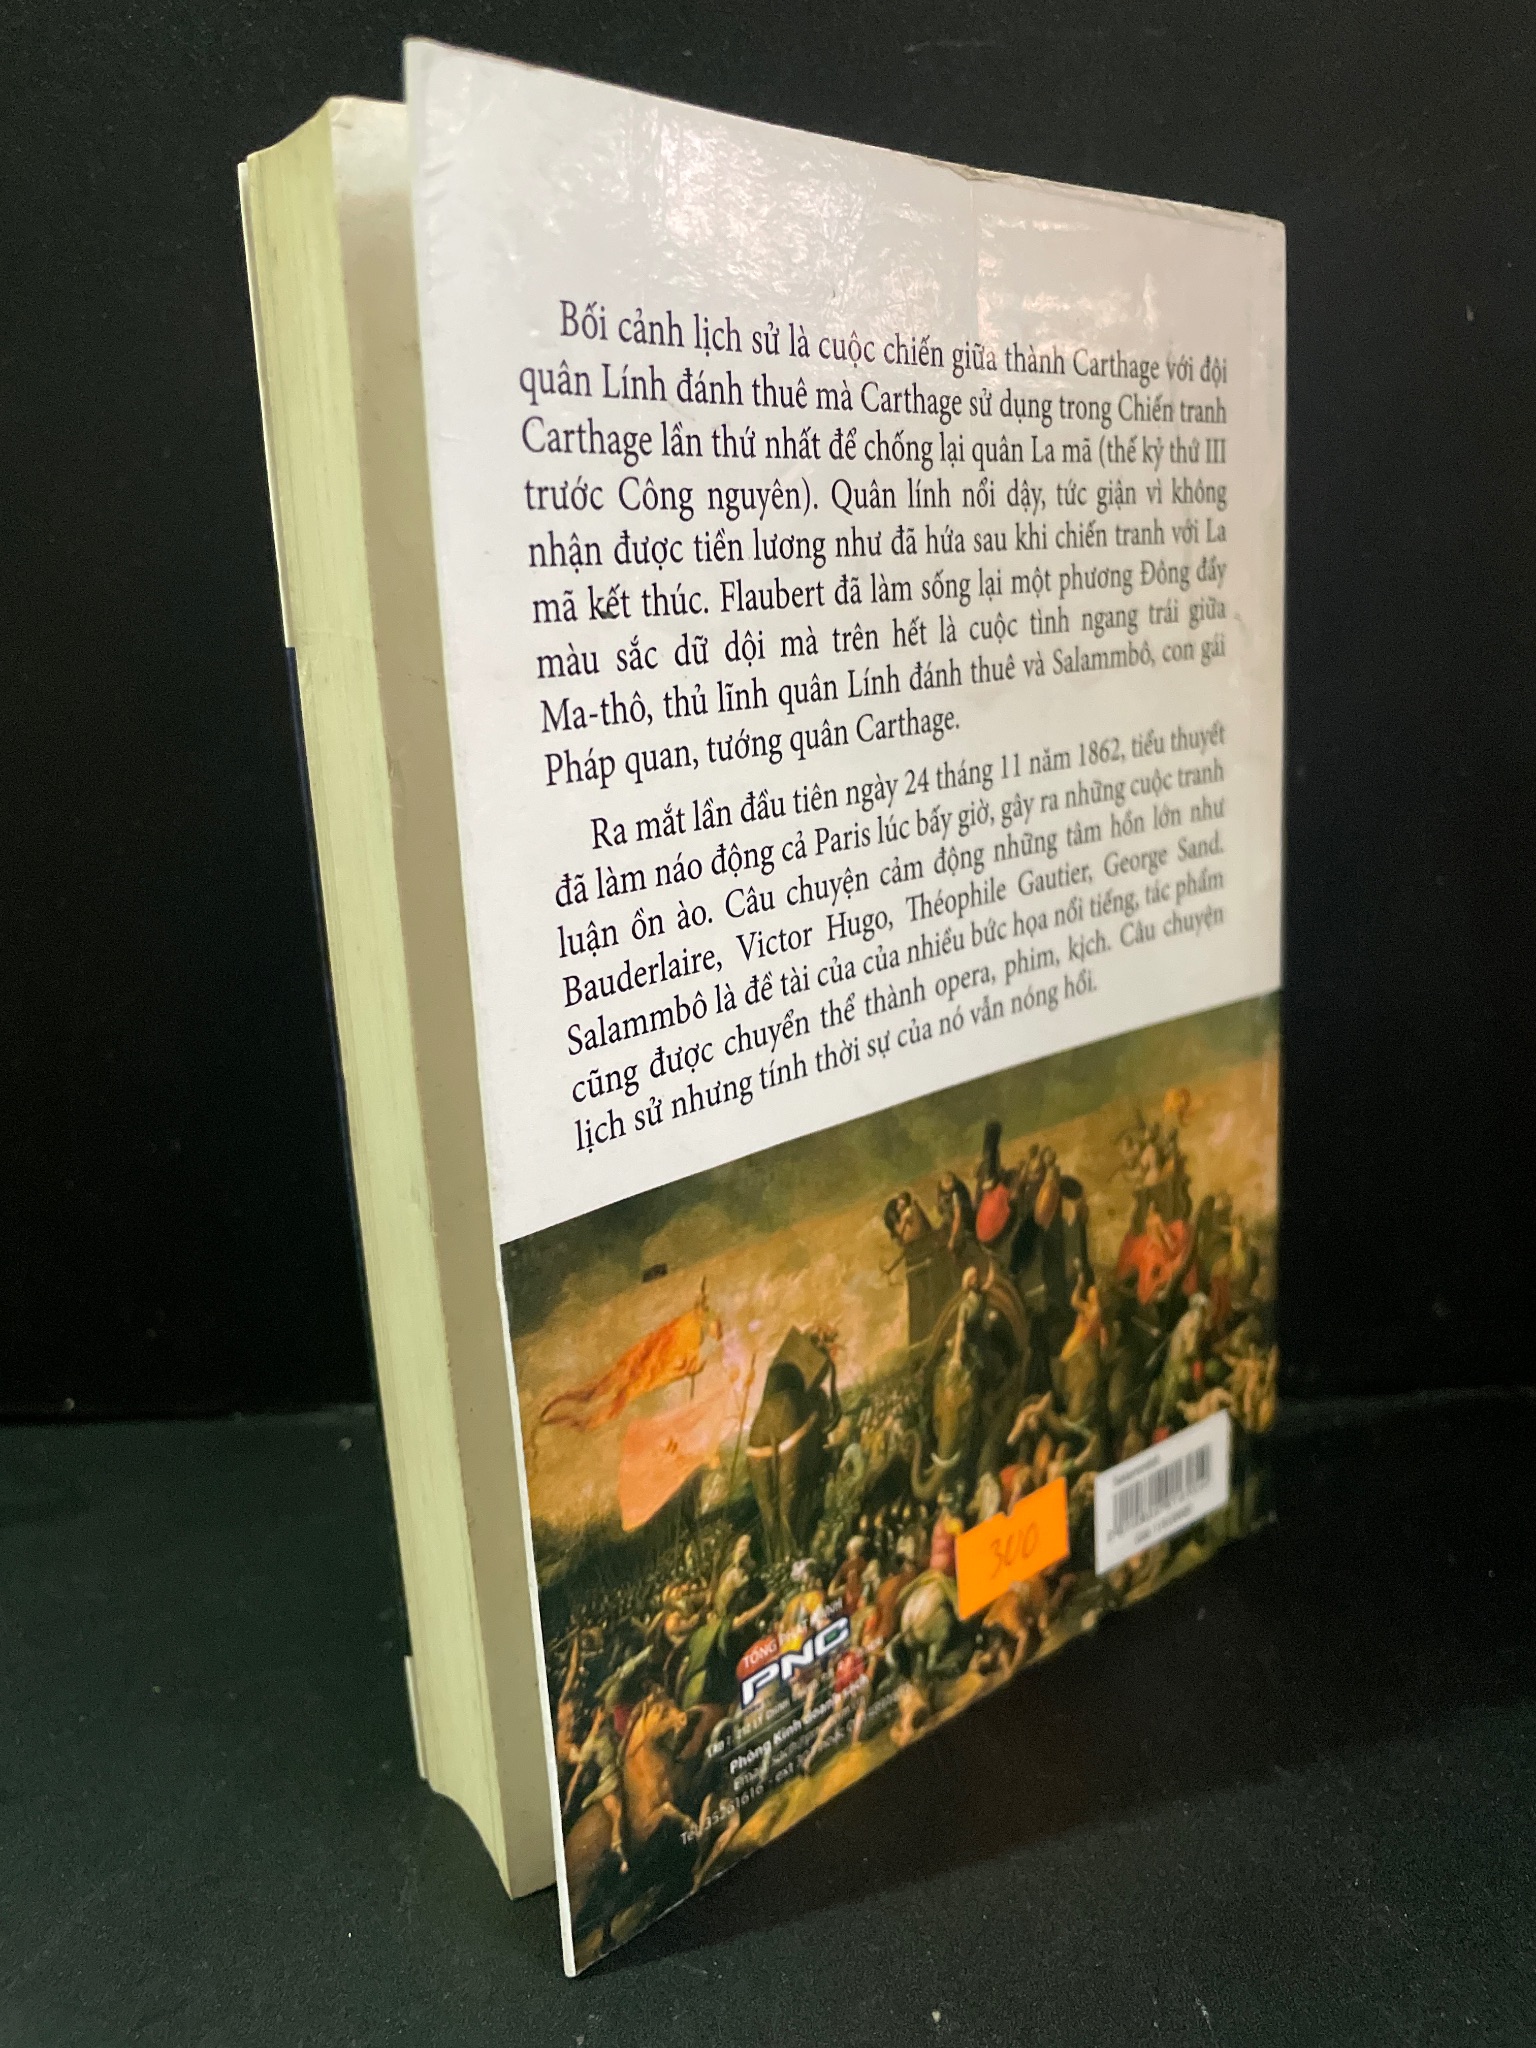 Bối cảnh lịch sử là cuộc chiến giữa thành Carthage với đội
quân Lính đánh thuê mà Carthage sử dụng trong Chiến tranh
Carthage lần thứ nhất để chống lại quân La mã (thế kỷ thứ III
trước Công nguyên). Quân lính nổi dậy, tức giận vì không
nhận được tiền lương như đã hứa sau khi chiến tranh với La
mã kết thúc. Flaubert đã làm sống lại một phương Đông đầy
màu sắc dữ dội mà trên hết là cuộc tình ngang trái giữa
Ma-thô, thủ lĩnh quân Lính đánh thuê và Salammbô, con gái
Pháp quan, tướng quân Carthage.
Ra mắt lần đầu tiên ngày 24 tháng 11 năm 1862, tiểu thuyết
đã làm náo động cả Paris lúc bấy giờ, gây ra những cuộc tranh
luận ồn ào. Câu chuyện cảm động những tâm hồn lớn như
Bauderlaire, Victor Hugo, Théophile Gautier, George Sand.
Salammbô là đề tài của của nhiều bức họa nổi tiếng, tác phẩm
cũng được chuyển thể thành opera, phim, kịch. Câu chuyện
lịch sử nhưng tính thời sự của nó vẫn nóng hổi.
300
TỔNG PHÁT HÀNH
PNC
Phòng Kinh doanh sách